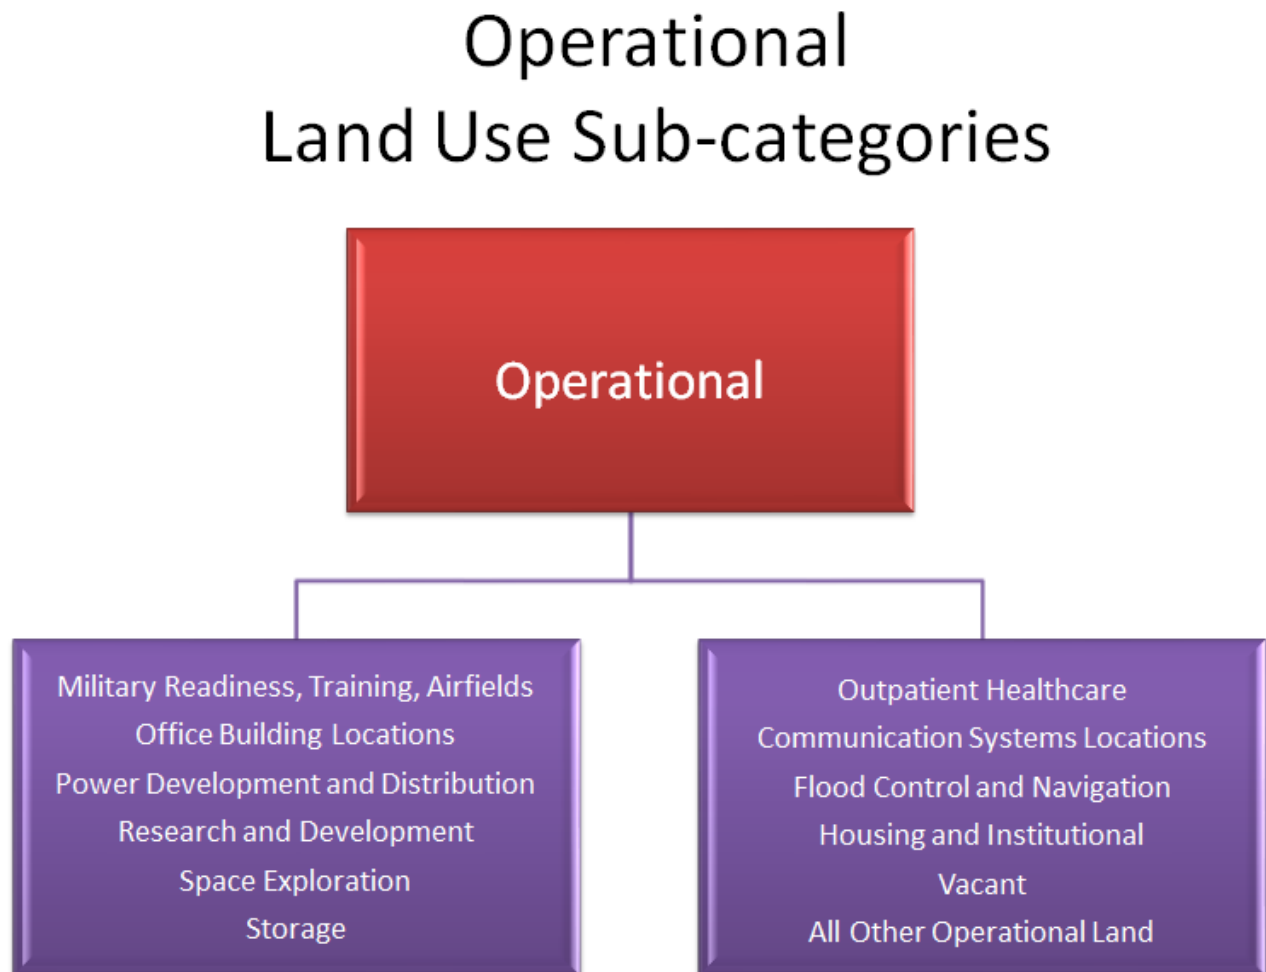 Operational
Land Use Sub-categories
Operational
Military Readiness, Training, Airfields
Office Building Locations
Power Development and Distribution
Research and Development
Space Exploration
Storage
Outpatient Healthcare
Communication Systems Locations
Flood Control and Navigation
Housing and Institutional
Vacant
All Other Operational Land